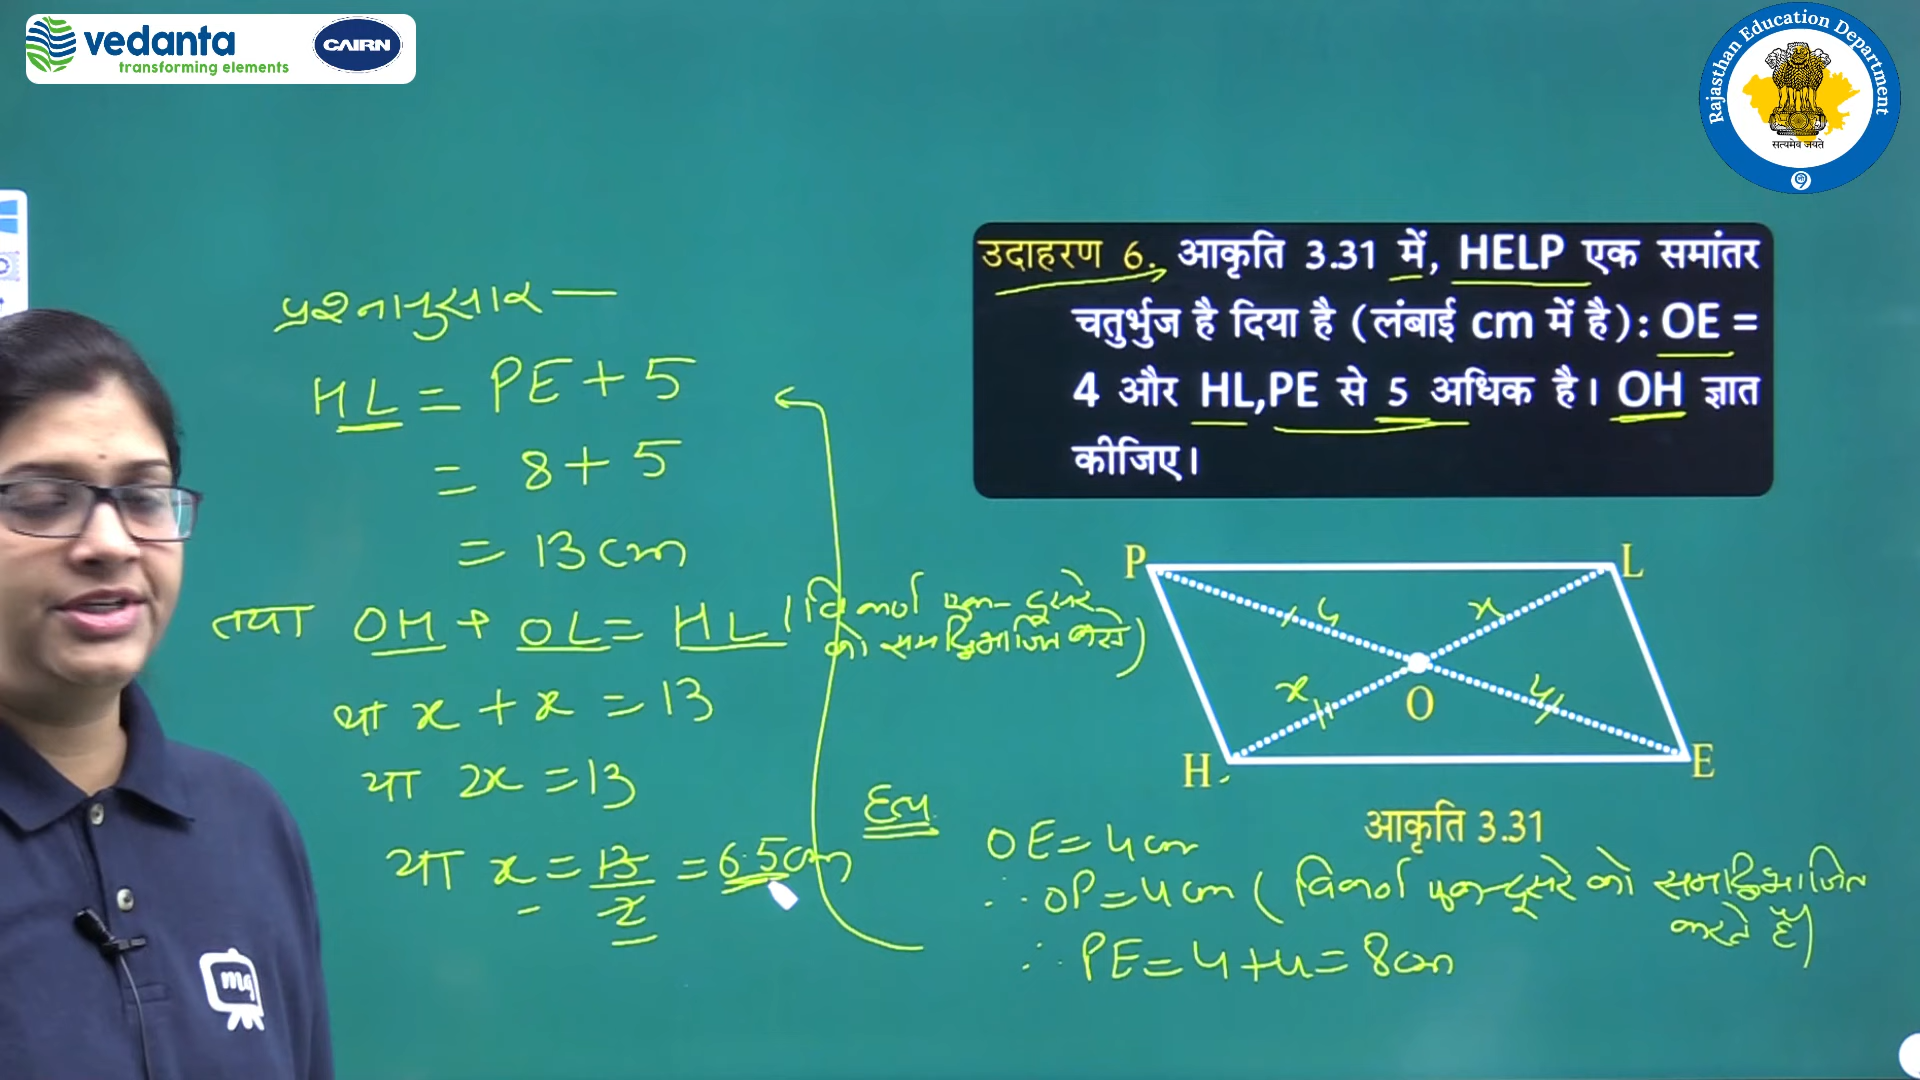 vedanta
transforming elements
CAIRN
Rajasthan Education Department
सत्यमेव जयते
उदाहरण 6. आकृति 3.31 में, HELP एक समांतर
चतुर्भुज है दिया है (लंबाई cm में है): OE =
4 और HL,PE से 5 अधिक है। OH ज्ञात
कीजिए।
प्रश्नानुसार —
HL = PE + 5
= 8 + 5
= 13 cm
तथा OH + OL = HL (विकर्ण एक-दूसरे
को समद्विभाजित करते)
या x + x = 13
या 2x = 13
या x = 13/2 = 6.5 cm
P
L
4
x
x
O
4
H
E
आकृति 3.31
हल
OE = 4 cm
∴ OP = 4 cm ( विकर्ण एक दूसरे को समद्विभाजित
करते हैं)
∴ PE = 4 + 4 = 8 cm
mg